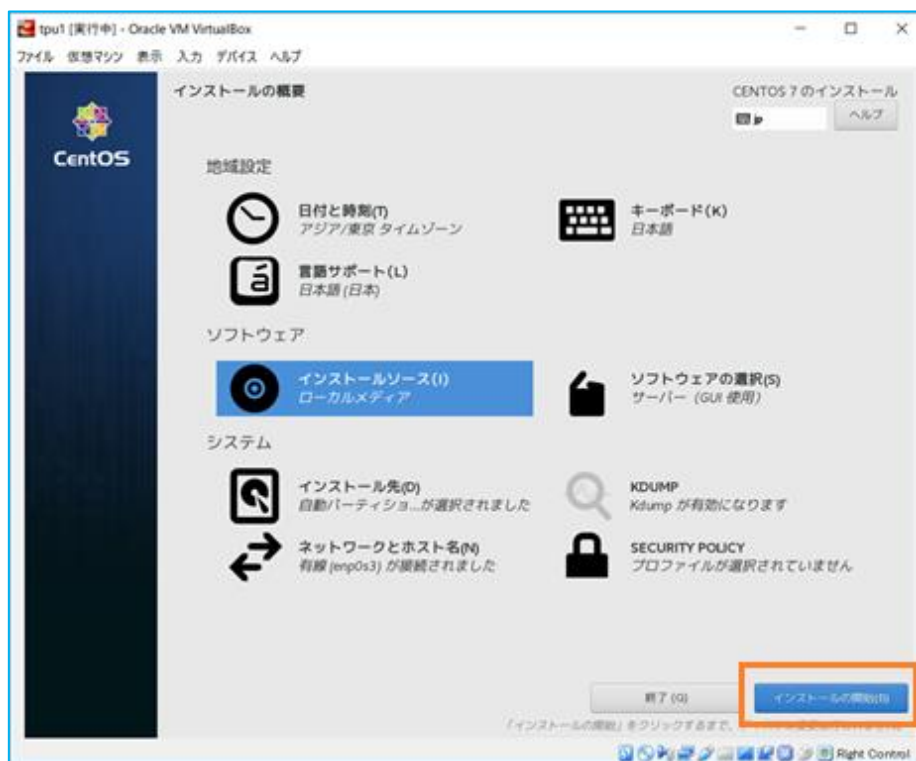 tpu1 [実行中] - Oracle VM VirtualBox
ファイル 仮想マシン 表示 入力 デバイス ヘルプ
インストールの概要
CENTOS 7 のインストール
jp
ヘルプ
CentOS
地域設定
日付と時刻(T)
アジア/東京 タイムゾーン
キーボード(K)
日本語
言語サポート(L)
日本語 (日本)
ソフトウェア
インストールソース(I)
ローカルメディア
ソフトウェアの選択(S)
サーバー（GUI 使用）
システム
インストール先(D)
自動パーティショ...が選択されました
KDUMP
Kdump が有効になります
ネットワークとホスト名(N)
有線 (enp0s3) が接続されました
SECURITY POLICY
プロファイルが選択されていません
終了 (Q)
インストールの開始(B)
「インストールの開始」をクリックするまで、
Right Control